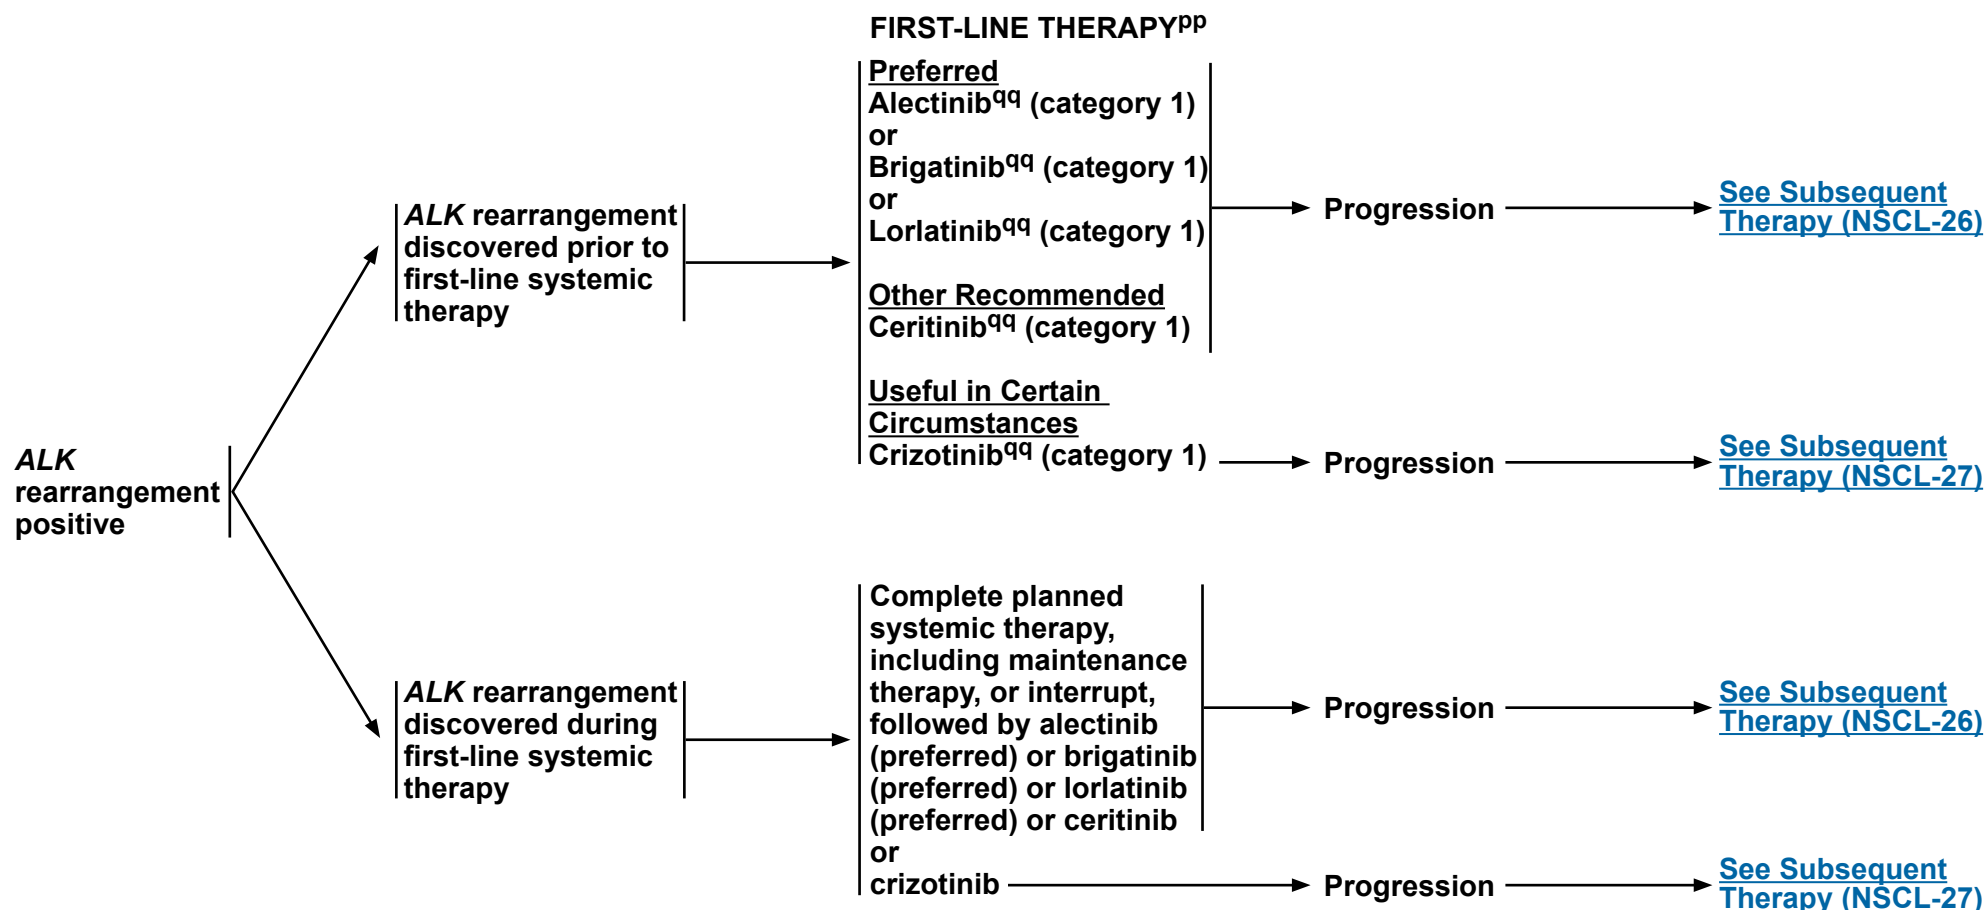 FIRST-LINE THERAPYpp
ALK
rearrangement
positive
ALK rearrangement
discovered prior to
first-line systemic
therapy
Preferred
Alectinibqq (category 1)
or
Brigatinibqq (category 1)
or
Lorlatinibqq (category 1)
Other Recommended
Ceritinibqq (category 1)
Progression
See Subsequent
Therapy (NSCL-26)
Useful in Certain
Circumstances
Crizotinibqq (category 1)
Progression
See Subsequent
Therapy (NSCL-27)
ALK rearrangement
discovered during
first-line systemic
therapy
Complete planned
systemic therapy,
including maintenance
therapy, or interrupt,
followed by alectinib
(preferred) or brigatinib
(preferred) or lorlatinib
(preferred) or ceritinib
or
crizotinib
Progression
See Subsequent
Therapy (NSCL-26)
Progression
See Subsequent
Therapy (NSCL-27)